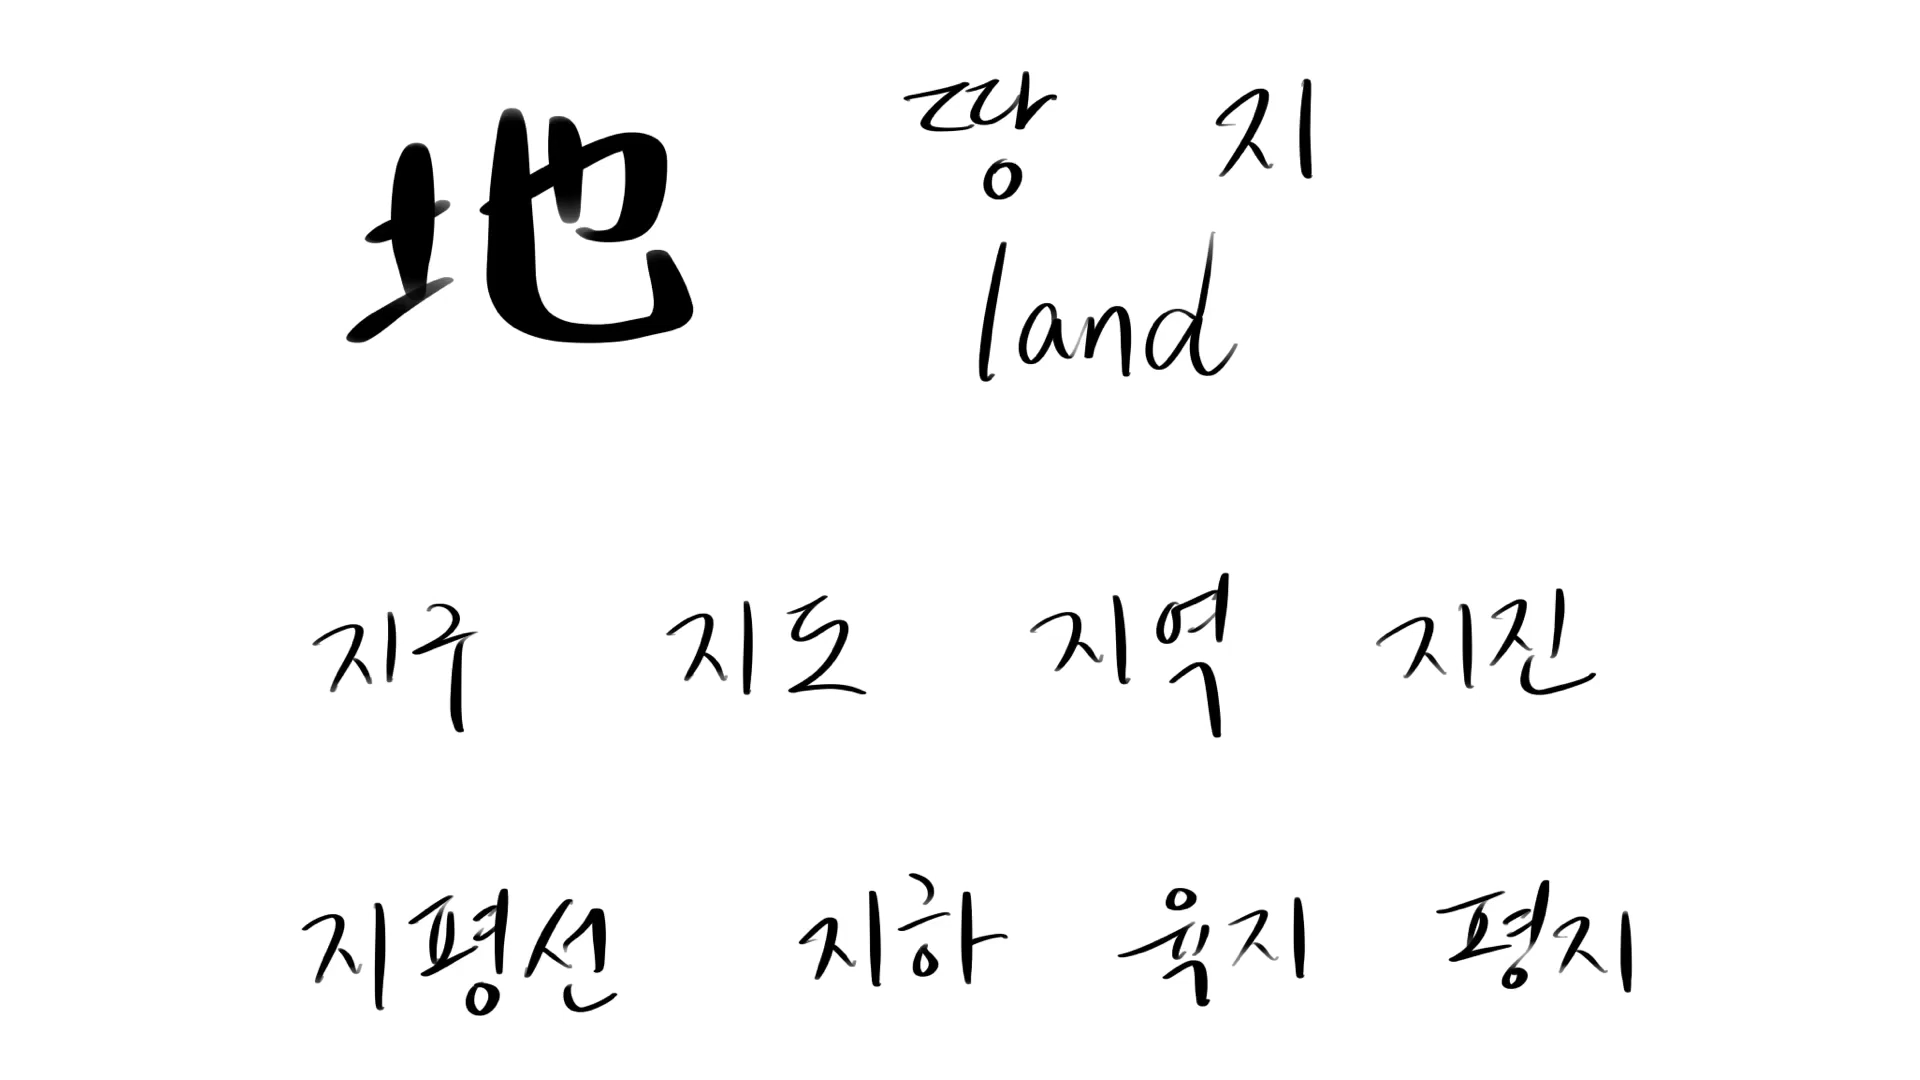 地 땅 지
land
지구 지도 지역 지진
지평선 지하 육지 평지